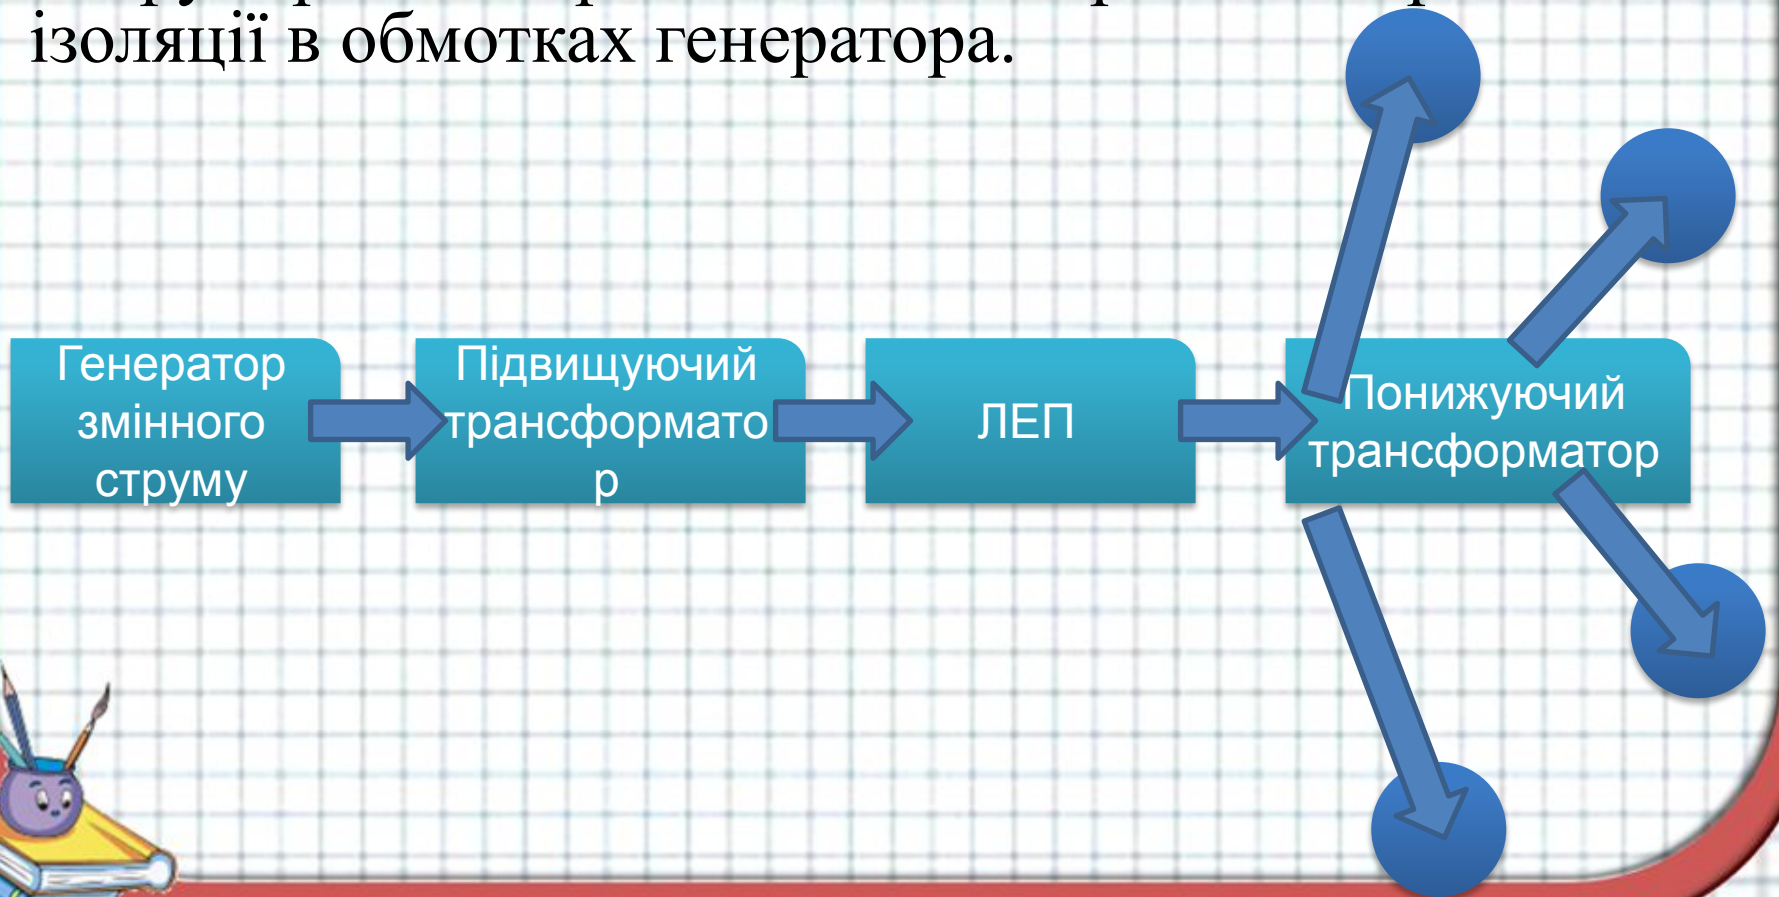 ізоляції в обмотках генератора.
Генератор
змінного
струму
Підвищуючий
трансформато
р
ЛЕП
Понижуючий
трансформатор